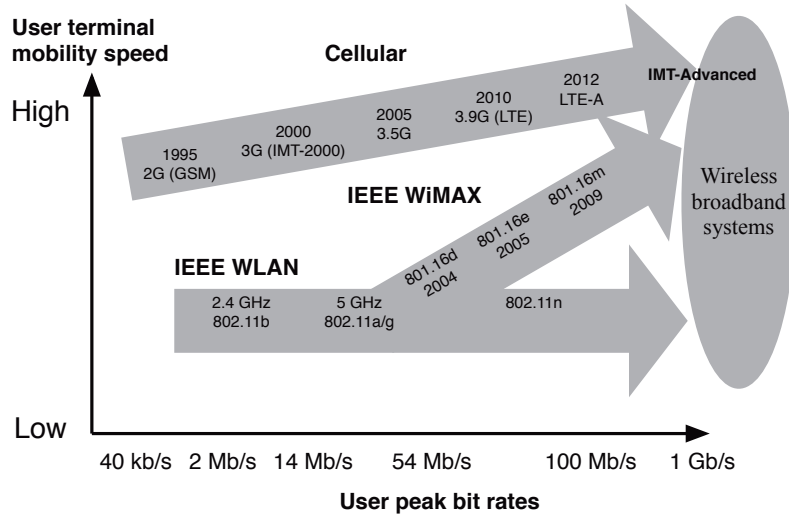 User terminal
mobility speed
Cellular
High
IMT-Advanced
2012
LTE-A
2010
3.9G (LTE)
2005
3.5G
2000
3G (IMT-2000)
1995
2G (GSM)
Wireless
broadband
systems
IEEE WiMAX
801.16m
2009
801.16e
2005
801.16d
2004
IEEE WLAN
2.4 GHz
802.11b
5 GHz
802.11a/g
802.11n
Low
40 kb/s 2 Mb/s 14 Mb/s 54 Mb/s 100 Mb/s 1 Gb/s
User peak bit rates